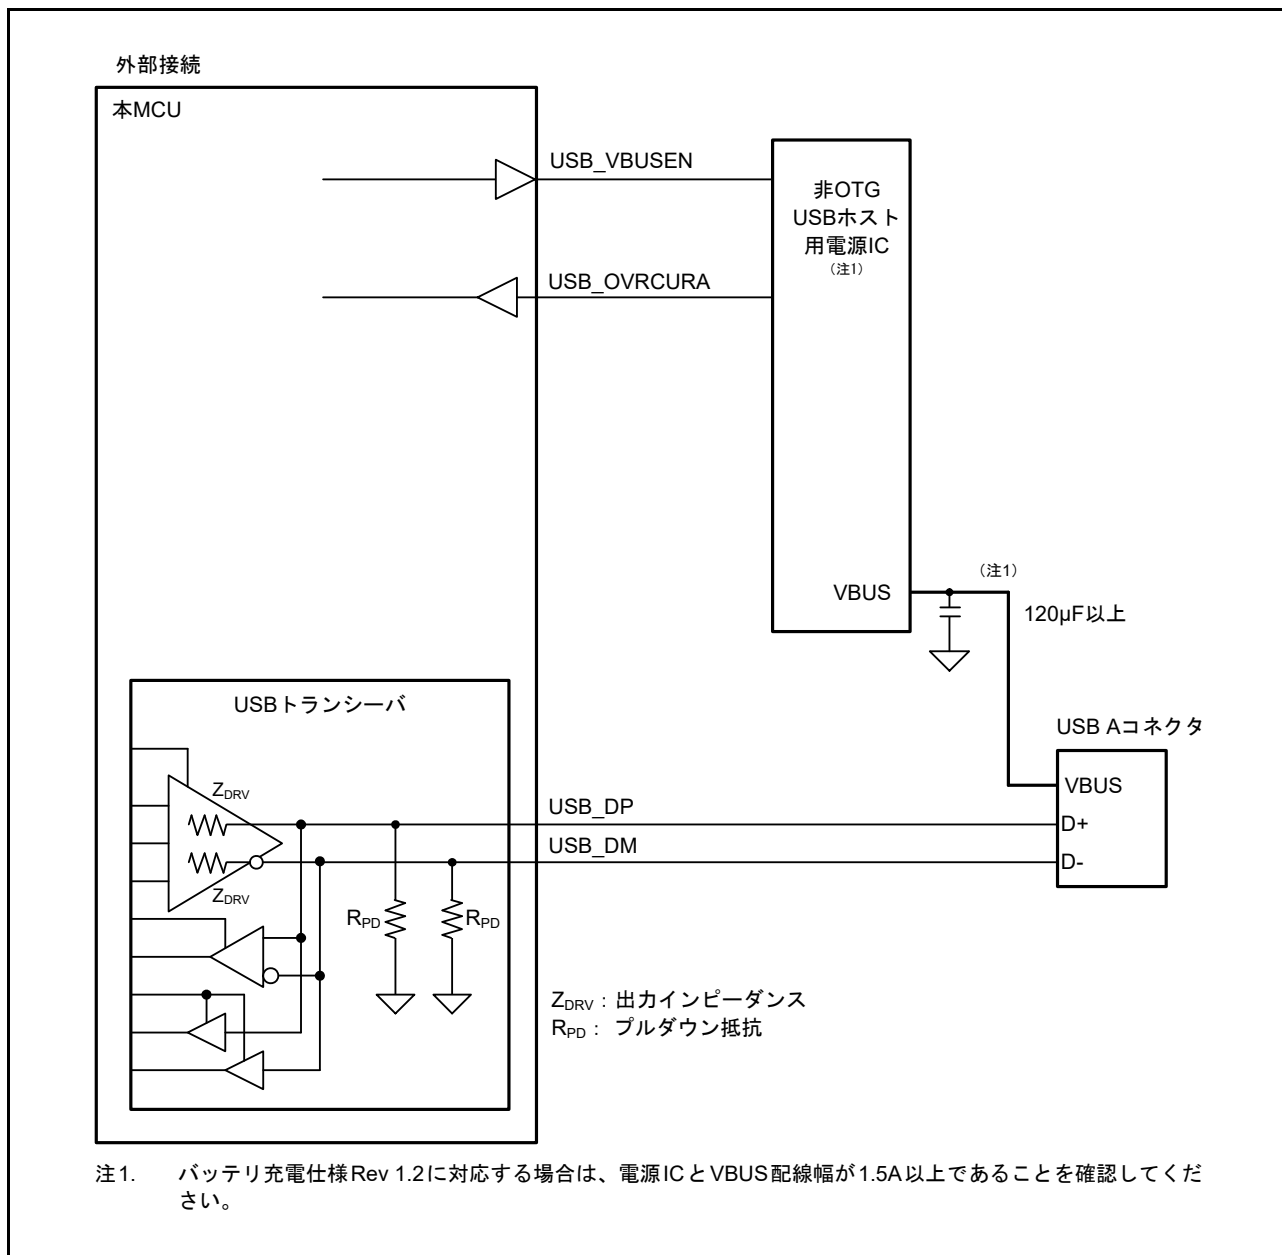 外部接続
本MCU
USB_VBUSEN
非OTG
USBホスト
用電源IC
（注1）
USB_OVRCURA
（注1）
VBUS
120µF以上
USBトランシーバ
USB Aコネクタ
VBUS
ZDRV
USB_DP
D+
USB_DM
D-
ZDRV
RPD
RPD
ZDRV： 出力インピーダンス
RPD： プルダウン抵抗
注1. バッテリ充電仕様Rev 1.2に対応する場合は、電源ICとVBUS配線幅が1.5A以上であることを確認してくだ
さい。